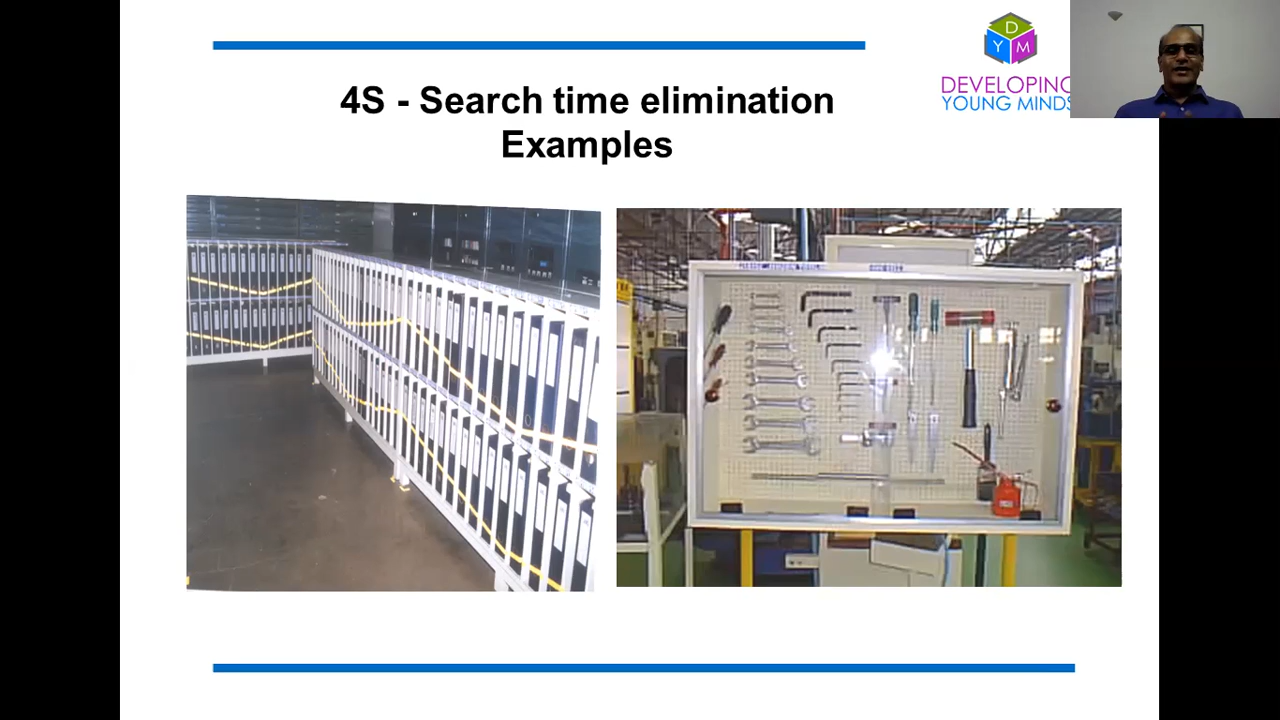 4S - Search time elimination
Examples
D
Y M
DEVELOPING
YOUNG MINDS